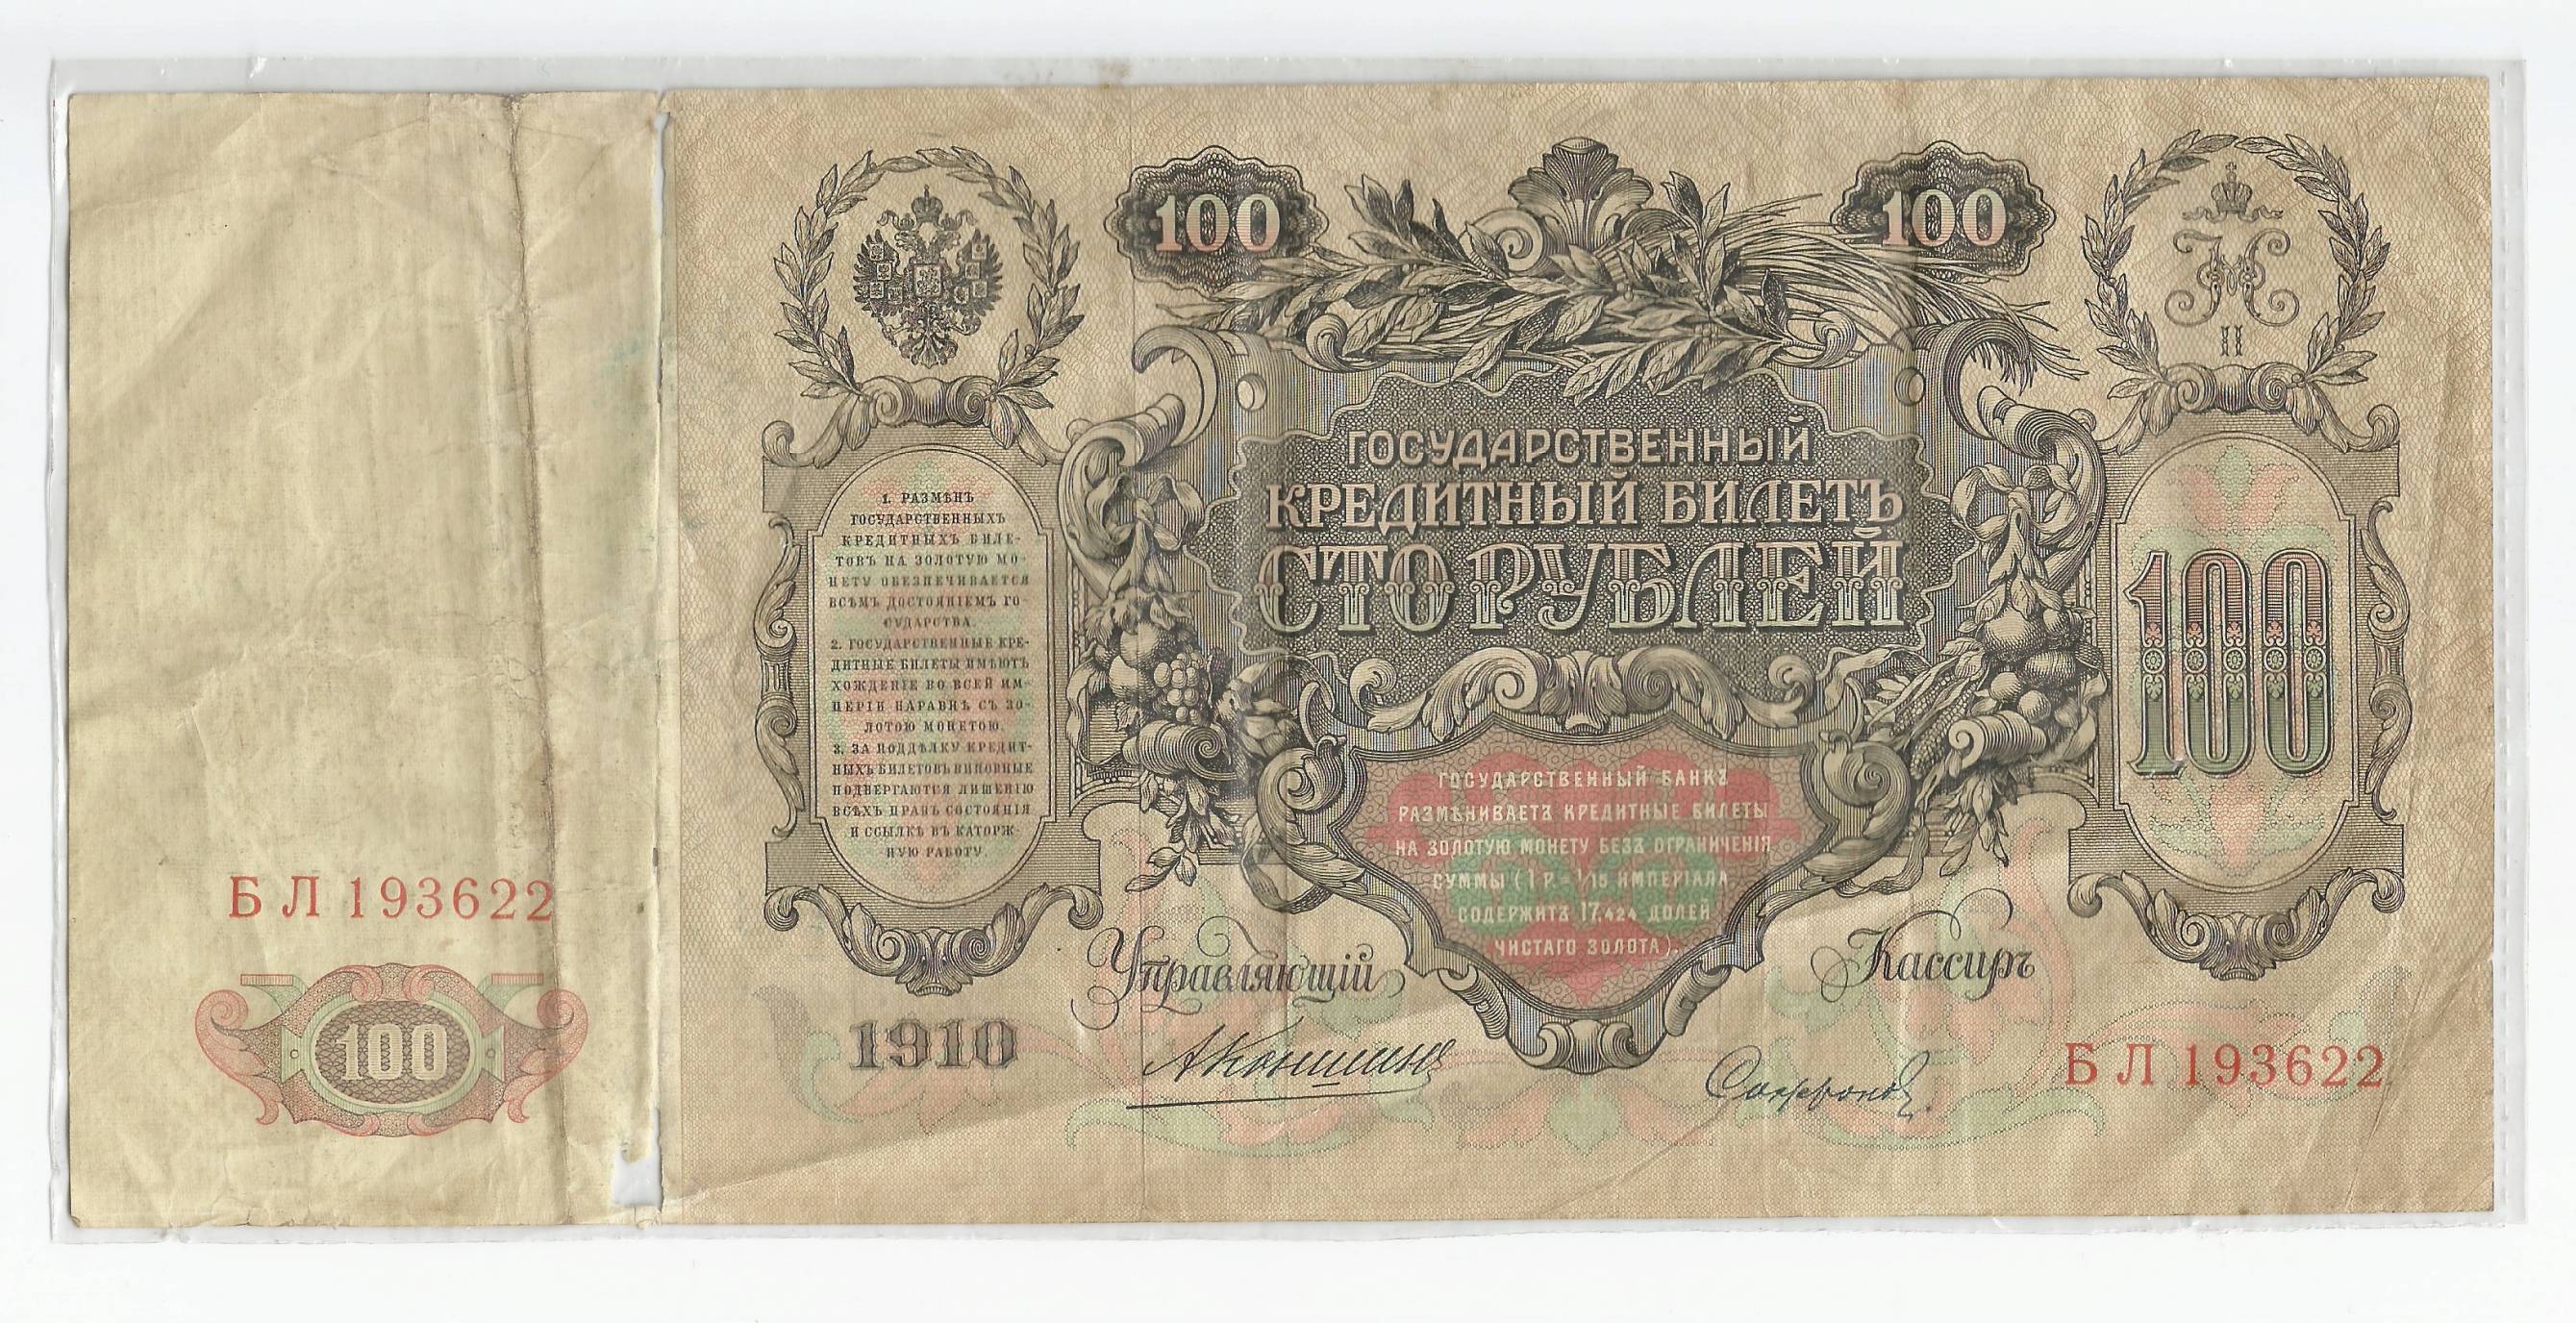 100
100
Н
II
ГОСУДАРСТВЕННЫЙ
КРЕДИТНЫЙ БИЛЕТЪ
СТО РУБЛЕЙ
1. РАЗМѢНЪ
ГОСУДАРСТВЕННЫХЪ
КРЕДИТНЫХЪ БИЛЕ-
ТОВЪ НА ЗОЛОТУЮ МО-
НЕТУ ОБЕЗПЕЧИВАЕТСЯ
ВСѢМЪ ДОСТОЯНІЕМЪ ГО-
СУДАРСТВА.
2. ГОСУДАРСТВЕННЫЕ КРЕ-
ДИТНЫЕ БИЛЕТЫ ИМѢЮТЪ
ХОЖДЕНІЕ ВО ВСЕЙ ИМ-
ПЕРІИ НАРАВНѢ СЪ ЗО-
ЛОТОЮ МОНЕТОЮ.
3. ЗА ПОДДѢЛКУ КРЕДИТ-
НЫХЪ БИЛЕТОВЪ ВИНОВНЫЕ
ПОДВЕРГАЮТСЯ ЛИШЕНІЮ
ВСѢХЪ ПРАВЪ СОСТОЯНІЯ
И ССЫЛКѢ ВЪ КАТОРЖ-
НУЮ РАБОТУ.
100
ГОСУДАРСТВЕННЫЙ БАНКЪ
РАЗМѢНИВАЕТЪ КРЕДИТНЫЕ БИЛЕТЫ
НА ЗОЛОТУЮ МОНЕТУ БЕЗЪ ОГРАНИЧЕНІЯ
СУММЫ (1 Р.= 1/15 ИМПЕРІАЛА
СОДЕРЖИТЪ 17,424 ДОЛЕЙ
ЧИСТАГО ЗОЛОТА).
БЛ 193622
100
Управляющій
Кассиръ
1910
АКоншинъ
Софроновъ
БЛ 193622